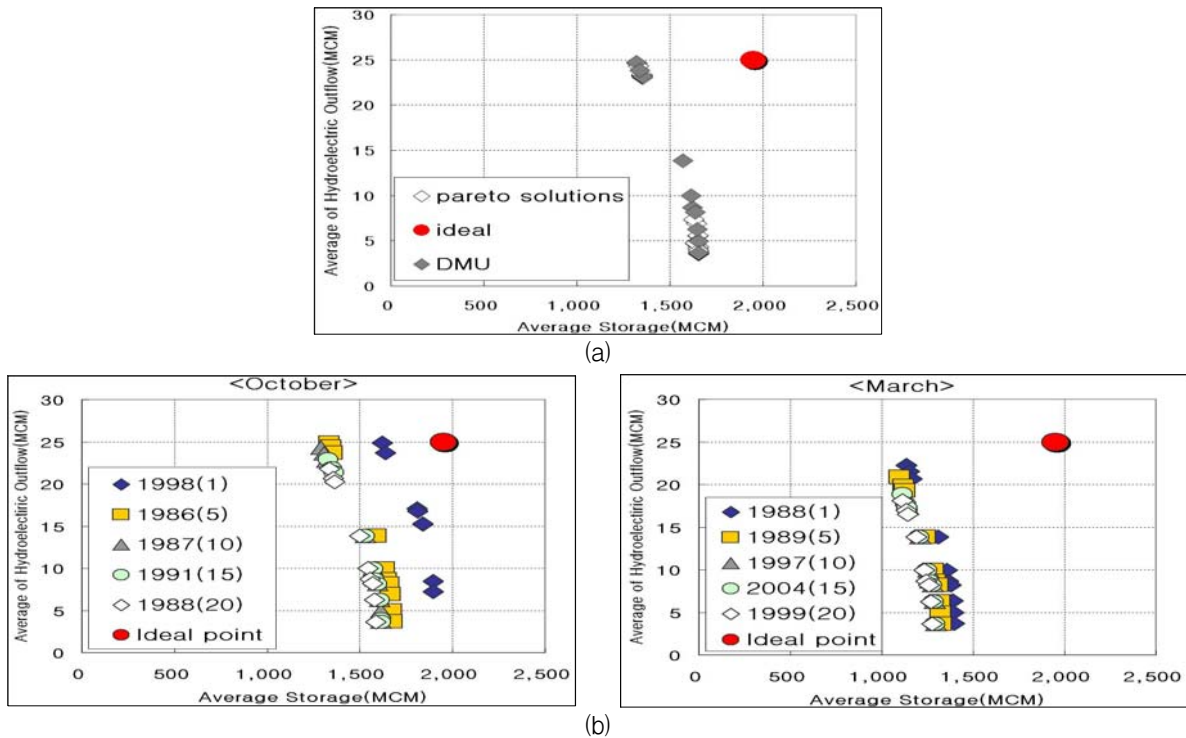 30
25
20
15
10
5
0
Average of Hydroelectric Outflow(MCM)
pareto solutions
ideal
DMU
0 500 1,000 1,500 2,000 2,500
Average Storage(MCM)
(a)
<October>
30
25
20
15
10
5
0
Average of Hydroelectiric Outflow(MCM)
1998(1)
1986(5)
1987(10)
1991(15)
1988(20)
Ideal point
0 500 1,000 1,500 2,000 2,500
Average Storage(MCM)
<March>
30
25
20
15
10
5
0
Average of Hydroelectiric Outflow(MCM)
1988(1)
1989(5)
1997(10)
2004(15)
1999(20)
Ideal point
0 500 1,000 1,500 2,000 2,500
Average Storage(MCM)
(b)